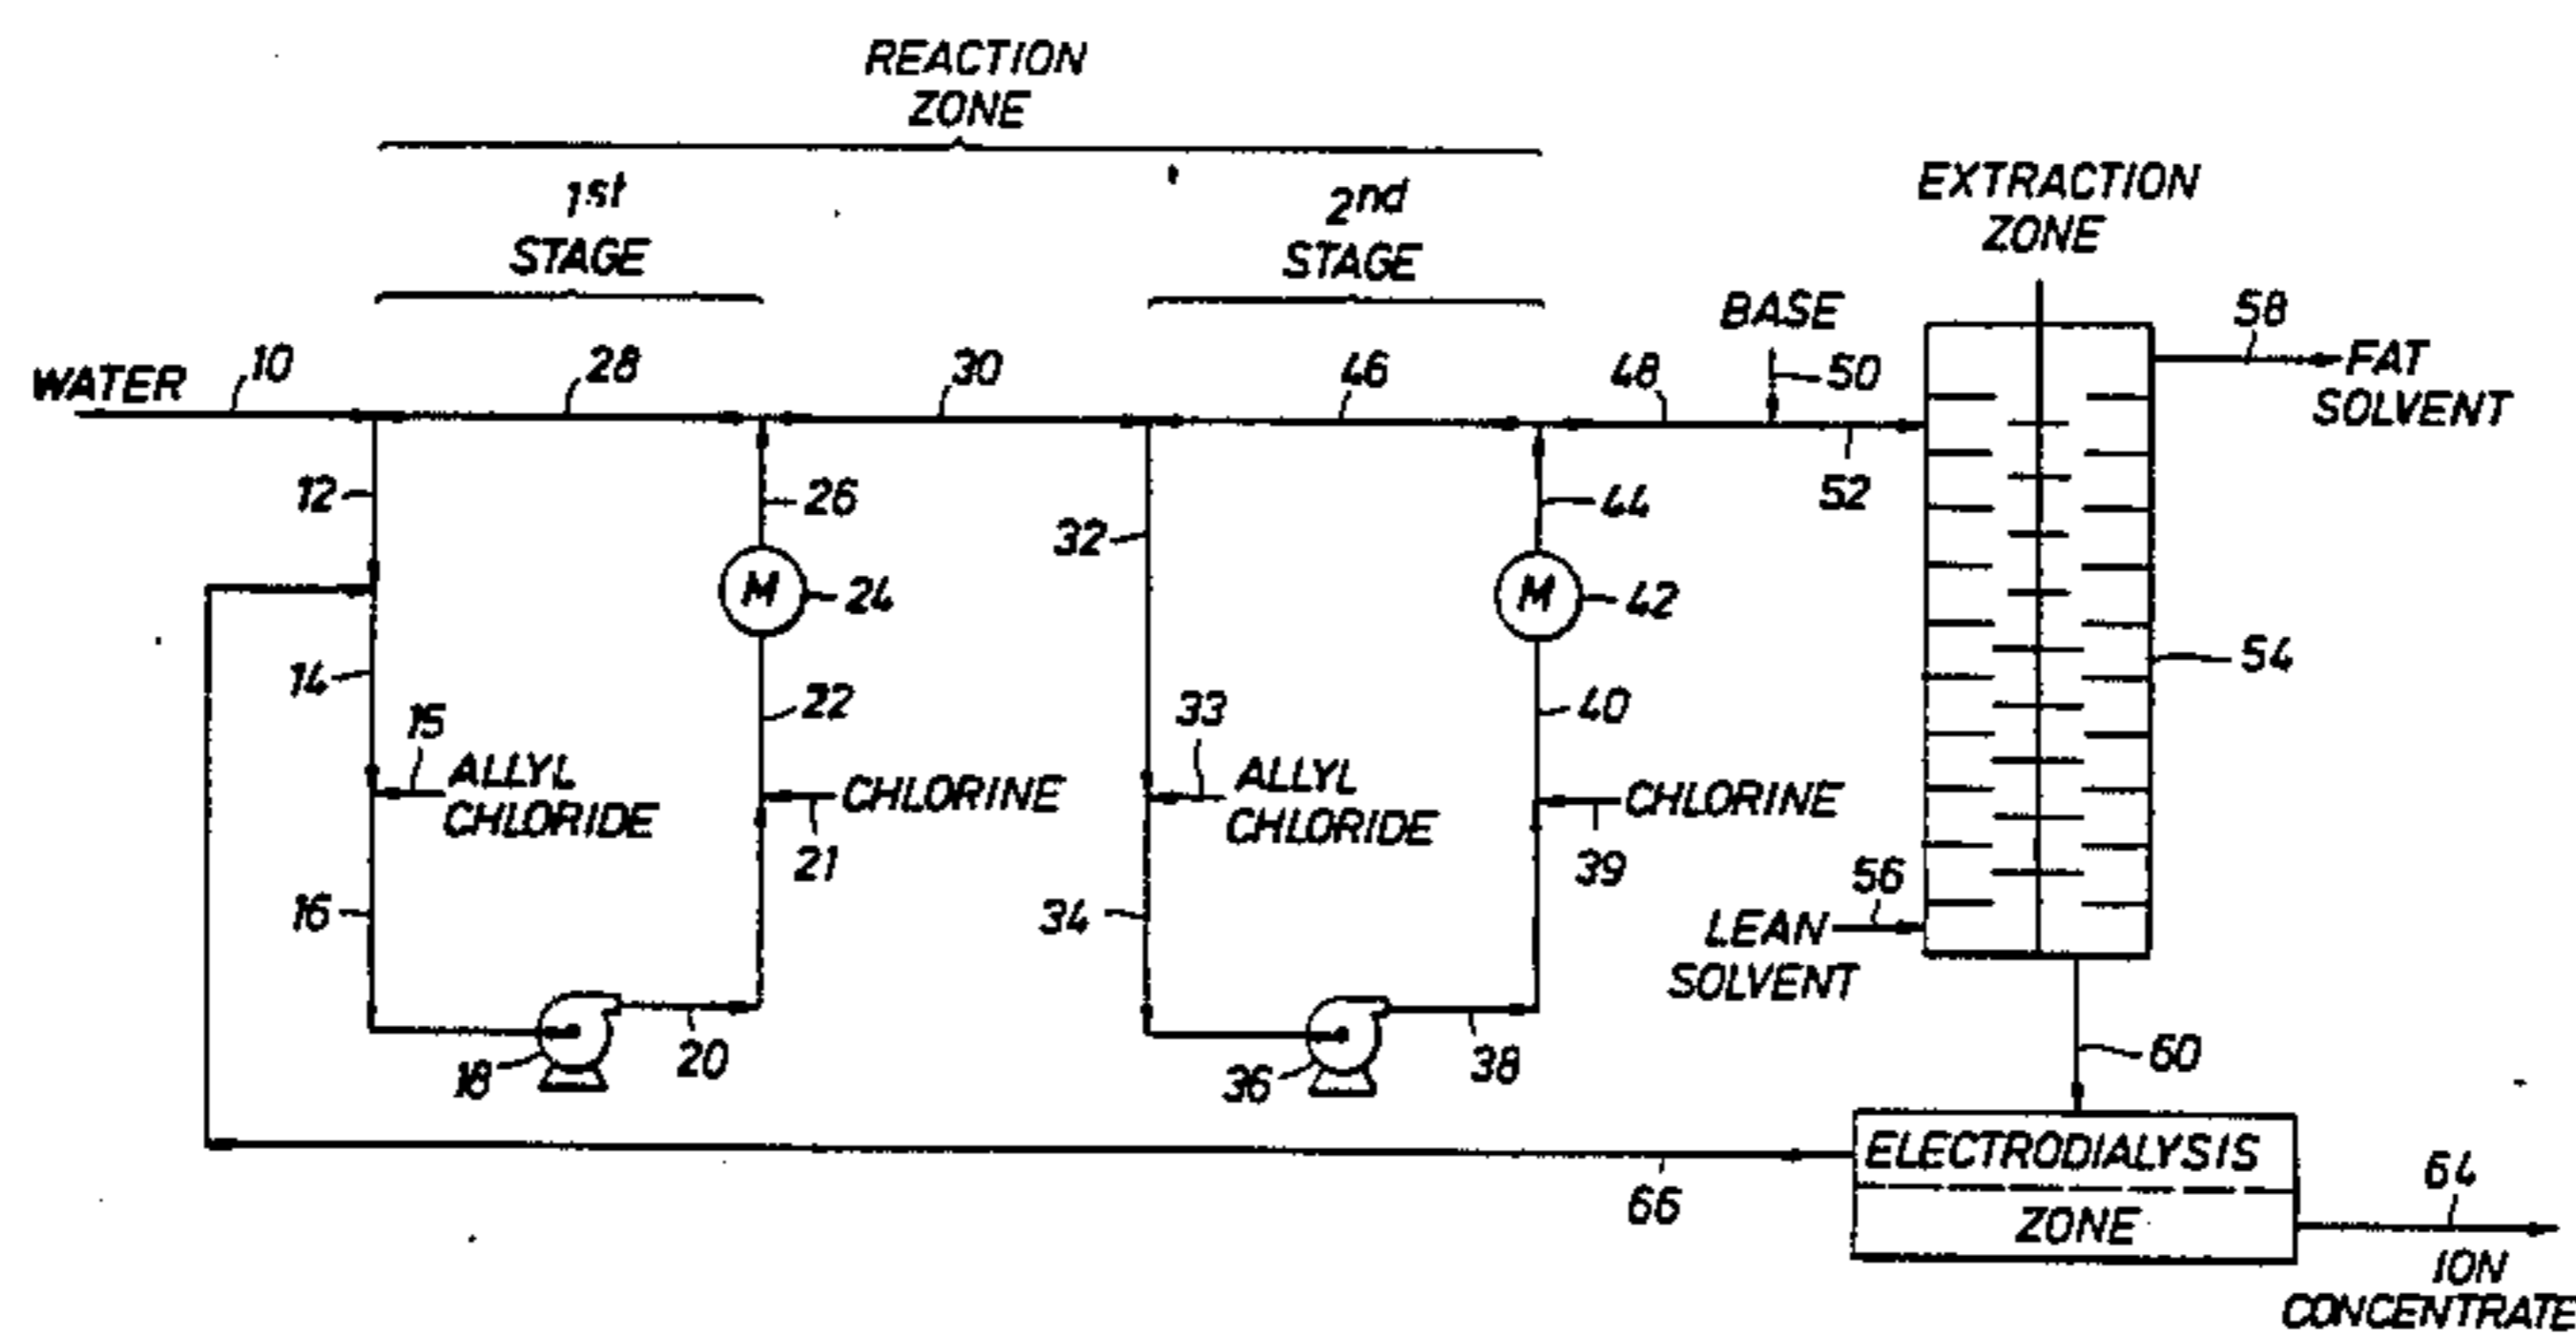 REACTION
ZONE
1st
STAGE
2nd
STAGE
EXTRACTION
ZONE
WATER
10
28
30
46
48
BASE
50
52
58
FAT
SOLVENT
12
26
24
M
32
44
42
M
14
22
40
54
15
ALLYL
CHLORIDE
CHLORINE
21
33
ALLYL
CHLORIDE
CHLORINE
39
16
18
20
34
36
38
56
LEAN
SOLVENT
60
ELECTRODIALYSIS
ZONE
66
64
ION
CONCENTRATE